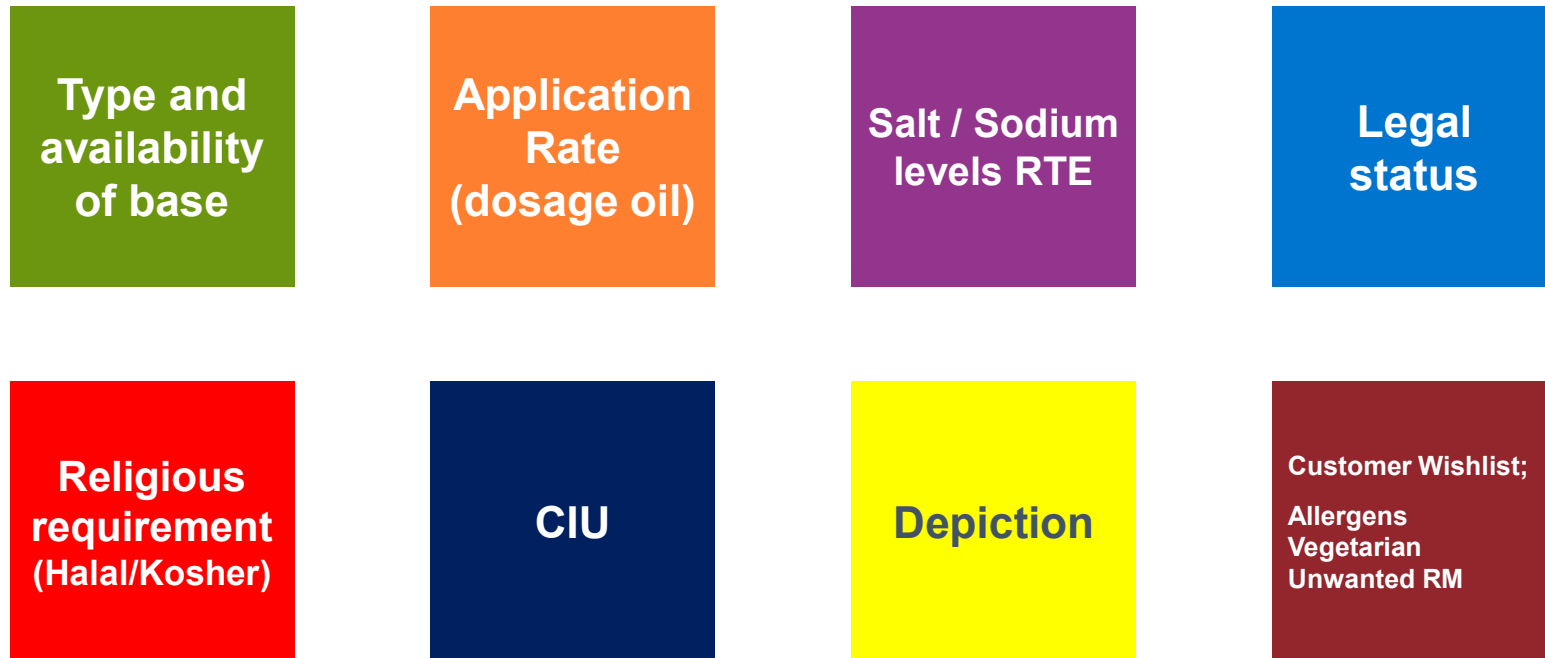 Type and
availability
of base
Application
Rate
(dosage oil)
Salt / Sodium
levels RTE
Legal
status
Religious
requirement
(Halal/Kosher)
CIU
Depiction
Customer Wishlist;
Allergens
Vegetarian
Unwanted RM